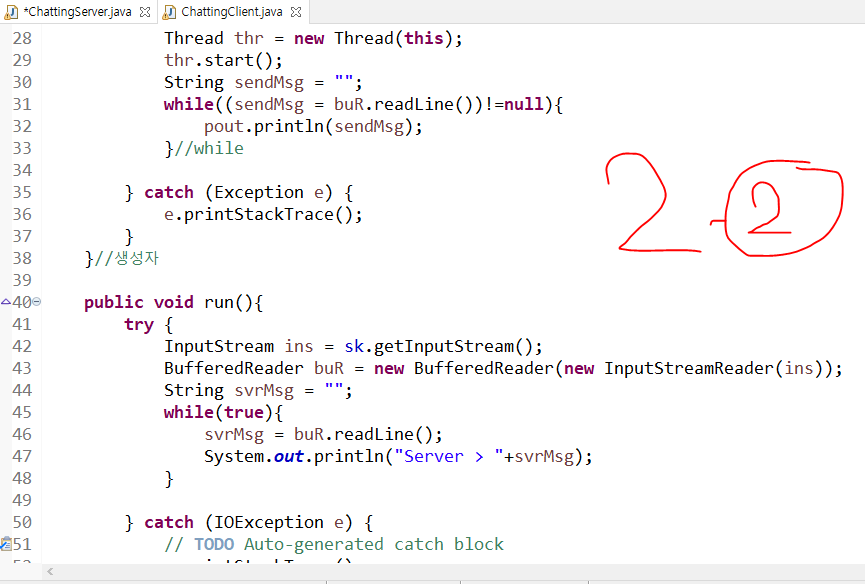 *ChattingServer.java ChattingClient.java
28 Thread thr = new Thread(this);
29 thr.start();
30 String sendMsg = "";
31 while((sendMsg = buR.readLine())!=null){
32 pout.println(sendMsg);
33 }//while
34
35 } catch (Exception e) {
36 e.printStackTrace();
37 }
38 }//생성자
39
40 public void run(){
41 try {
42 InputStream ins = sk.getInputStream();
43 BufferedReader buR = new BufferedReader(new InputStreamReader(ins));
44 String svrMsg = "";
45 while(true){
46 svrMsg = buR.readLine();
47 System.out.println("Server > "+svrMsg);
48 }
49
50 } catch (IOException e) {
51 // TODO Auto-generated catch block
2-2